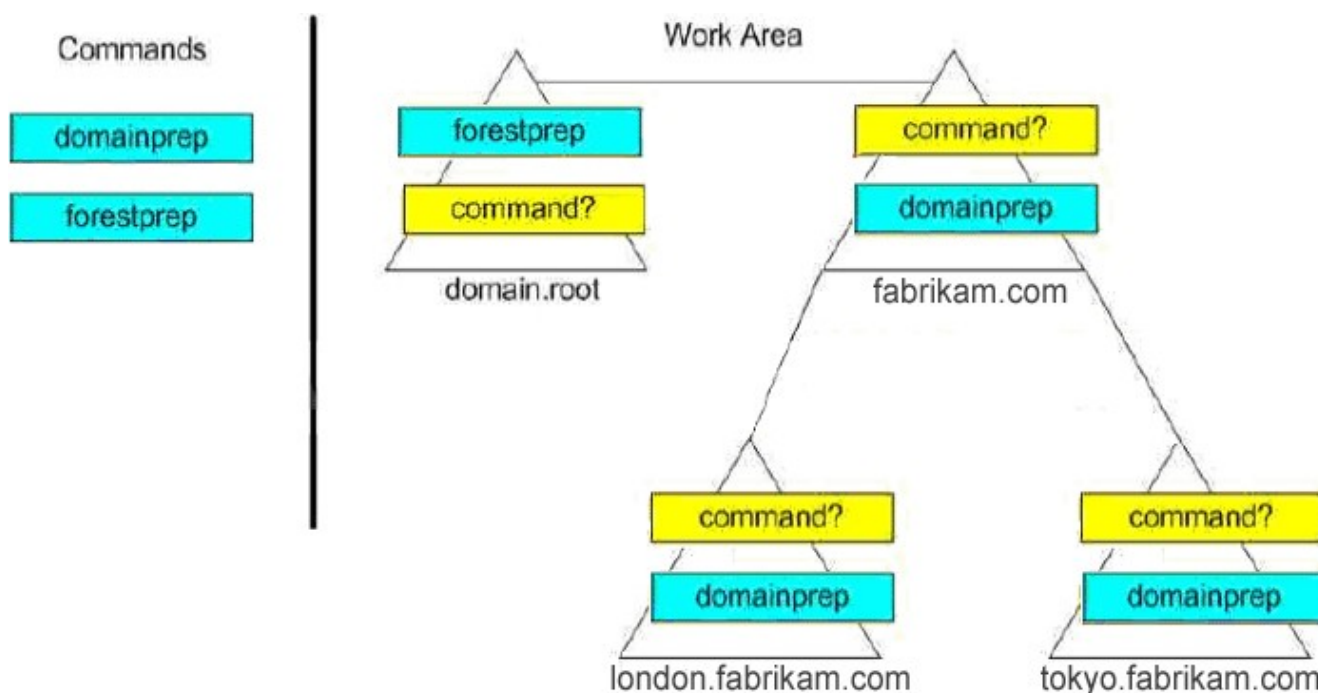 Commands
domainprep
forestprep
Work Area
forestprep
command?
domain.root
command?
domainprep
fabrikam.com
command?
domainprep
london.fabrikam.com
command?
domainprep
tokyo.fabrikam.com